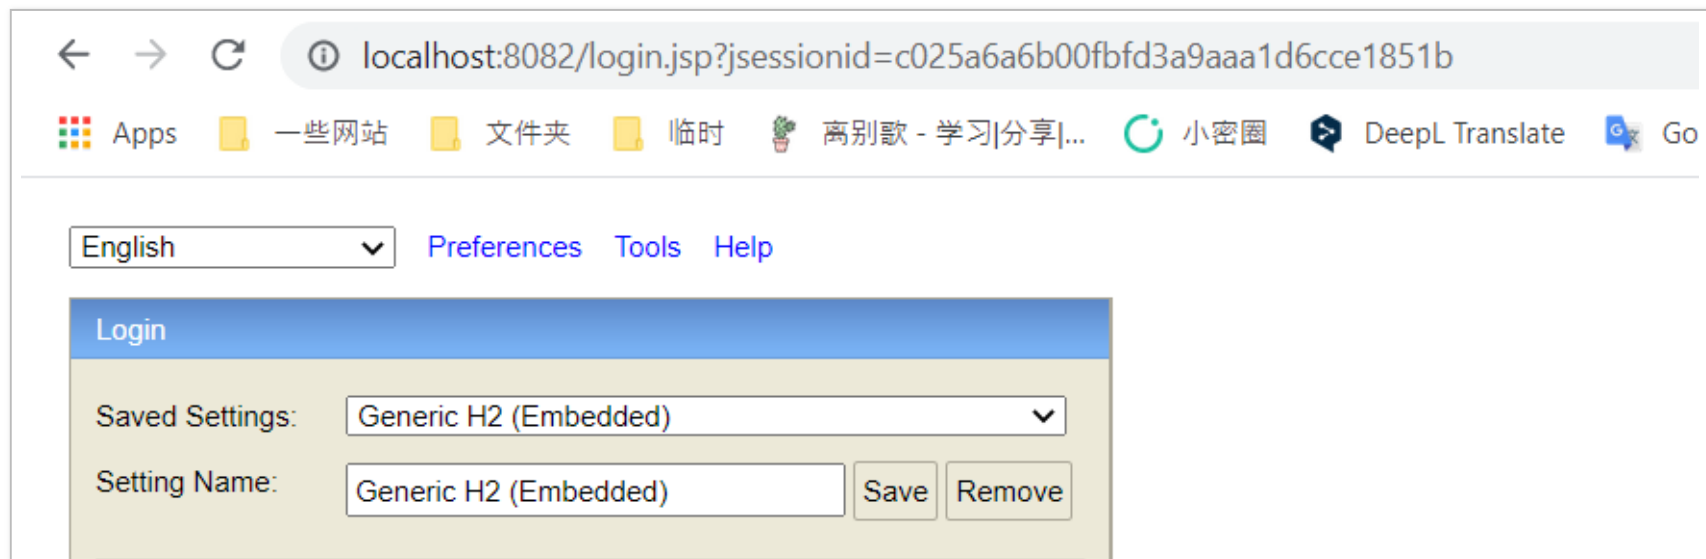 localhost:8082/login.jsp?jsessionid=c025a6a6b00fbfd3a9aaa1d6cce1851b
Apps 一些网站 文件夹 临时 离别歌 - 学习|分享|... 小密圈 DeepL Translate Go
English Preferences Tools Help
Login
Saved Settings: Generic H2 (Embedded)
Setting Name: Generic H2 (Embedded) Save Remove